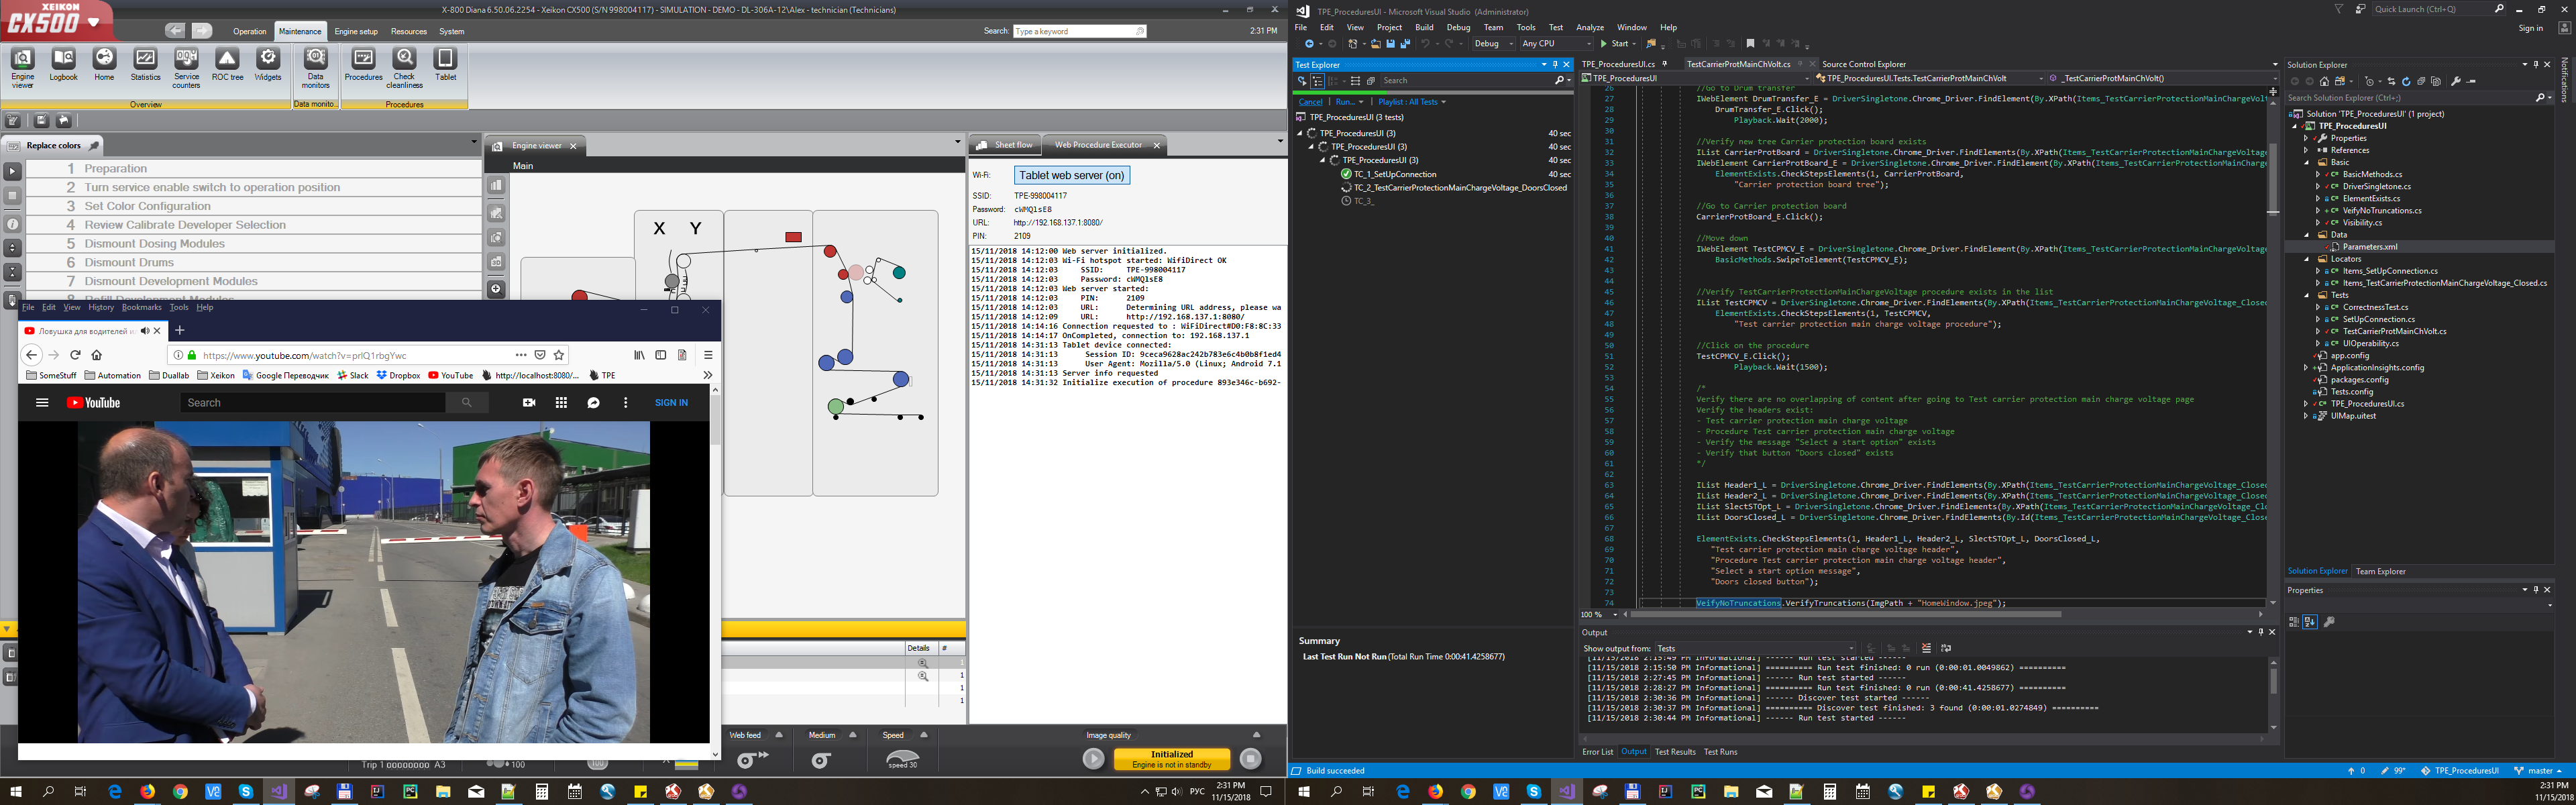 XEIKON
CX500
X-800 Diana 6.50.06.2254 - Xeikon CX500 (S/N 998004117) - SIMULATION - DEMO - DL-306A-12\Alex - technician (Technicians)
Operation Maintenance Engine setup Resources System
Search: Type a keyword
2:31 PM
Engine viewer
Logbook
Home
Statistics
Service counters
ROC tree
Widgets
Data monitors
Procedures
Check cleanliness
Tablet
Overview
Data monito...
Procedures
Replace colors
1 Preparation
2 Turn service enable switch to operation position
3 Set Color Configuration
4 Review Calibrate Developer Selection
5 Dismount Dosing Modules
6 Dismount Drums
7 Dismount Development Modules
8 Refill Development Modules
Engine viewer
Main
X Y
Sheet flow Web Procedure Executor
Wi-Fi: Tablet web server (on)
SSID: TPE-998004117
Password: cWMQlsE8
URL: http://192.168.137.1:8080/
PIN: 2109
15/11/2018 14:12:00 Web server initialized.
15/11/2018 14:12:03 Wi-Fi hotspot started: WifiDirect OK
15/11/2018 14:12:03 SSID: TPE-998004117
15/11/2018 14:12:03 Password: cWMQlsE8
15/11/2018 14:12:03 Web server started:
15/11/2018 14:12:03 PIN: 2109
15/11/2018 14:12:03 URL: Determining URL address, please wa
15/11/2018 14:12:09 URL: http://192.168.137.1:8080/
15/11/2018 14:14:16 Connection requested to : WiFiDirect#D0:F8:8C:33
15/11/2018 14:14:17 OnCompleted, connection to: 192.168.137.1
15/11/2018 14:31:13 Tablet device connected:
15/11/2018 14:31:13 Session ID: 9ceca9628ac242b783e6c4b0b8f1ed4
15/11/2018 14:31:13 User Agent: Mozilla/5.0 (Linux; Android 7.1
15/11/2018 14:31:13 Server info requested
15/11/2018 14:31:32 Initialize execution of procedure 893e346c-b692-
File Edit View History Bookmarks Tools Help
Ловушка для водителей и
https://www.youtube.com/watch?v=prIQ1rbgYwc
SomeStuff Automation Duallab Xeikon Google Переводчик Slack Dropbox YouTube http://localhost:8080/... TPE
YouTube
Search
SIGN IN
Details #
1
1
1
1
Trip 1 00000000 A3
100
100
Web feed
Medium
Speed
speed 30
Image quality
Initialized
Engine is not in standby
РУС
2:31 PM
11/15/2018
TPE_ProceduresUI - Microsoft Visual Studio (Administrator)
Quick Launch (Ctrl+Q)
File Edit View Project Build Debug Team Tools Test Analyze Window Help
Sign in
Debug Any CPU Start
Test Explorer
Search
Cancel Run... Playlist : All Tests
TPE_ProceduresUI (3 tests)
TPE_ProceduresUI (3) 40 sec
TPE_ProceduresUI (3) 40 sec
TPE_ProceduresUI (3) 40 sec
TC_1_SetUpConnection 40 sec
TC_2_TestCarrierProtectionMainChargeVoltage_DoorsClosed
TC_3_
Summary
Last Test Run Not Run (Total Run Time 0:00:41.4258677)
TPE_ProceduresUI.cs TestCarrierProtMainChVolt.cs Source Control Explorer
TPE_ProceduresUI TPE_ProceduresUI.Tests.TestCarrierProtMainChVolt _TestCarrierProtMainChVolt()
26 //Go to Drum transfer
27 IWebElement DrumTransfer_E = DriverSingletone.Chrome_Driver.FindElement(By.XPath(Items_TestCarrierProtectionMainChargeVolt
28 DrumTransfer_E.Click();
29 Playback.Wait(2000);
30
31 //Verify new tree Carrier protection board exists
32 IList CarrierProtBoard = DriverSingletone.Chrome_Driver.FindElements(By.XPath(Items_TestCarrierProtectionMainChargeVoltage
33 IWebElement CarrierProtBoard_E = DriverSingletone.Chrome_Driver.FindElement(By.XPath(Items_TestCarrierProtectionMainCharge
34 ElementExists.CheckStepsElements(1, CarrierProtBoard,
35 "Carrier protection board tree");
36
37 //Go to Carrier protection board
38 CarrierProtBoard_E.Click();
39
40 //Move down
41 IWebElement TestCPMCV_E = DriverSingletone.Chrome_Driver.FindElement(By.XPath(Items_TestCarrierProtectionMainChargeVoltage
42 BasicMethods.SwipeToElement(TestCPMCV_E);
43
44
45 //Verify TestCarrierProtectionMainChargeVoltage procedure exists in the list
46 IList TestCPMCV = DriverSingletone.Chrome_Driver.FindElements(By.XPath(Items_TestCarrierProtectionMainChargeVoltage_Closed
47 ElementExists.CheckStepsElements(1, TestCPMCV,
48 "Test carrier protection main charge voltage procedure");
49
50 //Click on the procedure
51 TestCPMCV_E.Click();
52 Playback.Wait(1500);
53
54 /*
55 Verify there are no overlapping of content after going to Test carrier protection main charge voltage page
56 Verify the headers exist:
57 - Test carrier protection main charge voltage
58 - Procedure Test carrier protection main charge voltage
59 - Verify the message "Select a start option" exists
60 - Verify that button "Doors closed" exists
61 */
62
63 IList Header1_L = DriverSingletone.Chrome_Driver.FindElements(By.XPath(Items_TestCarrierProtectionMainChargeVoltage_Closed
64 IList Header2_L = DriverSingletone.Chrome_Driver.FindElements(By.XPath(Items_TestCarrierProtectionMainChargeVoltage_Closed
65 IList SlectSTOpt_L = DriverSingletone.Chrome_Driver.FindElements(By.XPath(Items_TestCarrierProtectionMainChargeVoltage_Clo
66 IList DoorsClosed_L = DriverSingletone.Chrome_Driver.FindElements(By.Id(Items_TestCarrierProtectionMainChargeVoltage_Close
67
68 ElementExists.CheckStepsElements(1, Header1_L, Header2_L, SlectSTOpt_L, DoorsClosed_L,
69 "Test carrier protection main charge voltage header",
70 "Procedure Test carrier protection main charge voltage header",
71 "Select a start option message",
72 "Doors closed button");
73
74 VeifyNoTruncations.VerifyTruncations(ImgPath + "HomeWindow.jpeg");
100 %
Output
Show output from: Tests
[11/15/2018 2:15:49 PM Informational] ------ Run test started ------
[11/15/2018 2:15:50 PM Informational] ========== Run test finished: 0 run (0:00:01.0049862) ==========
[11/15/2018 2:27:45 PM Informational] ------ Run test started ------
[11/15/2018 2:28:27 PM Informational] ========== Run test finished: 0 run (0:00:41.4258677) ==========
[11/15/2018 2:30:36 PM Informational] ------ Discover test started ------
[11/15/2018 2:30:37 PM Informational] ========== Discover test finished: 3 found (0:00:01.0274849) ==========
[11/15/2018 2:30:44 PM Informational] ------ Run test started ------
Error List Output Test Results Test Runs
Solution Explorer
Search Solution Explorer (Ctrl+;)
Solution 'TPE_ProceduresUI' (1 project)
TPE_ProceduresUI
Properties
References
Basic
BasicMethods.cs
DriverSingletone.cs
ElementExists.cs
VeifyNoTruncations.cs
Visibility.cs
Data
Parameters.xml
Locators
Items_SetUpConnection.cs
Items_TestCarrierProtectionMainChargeVoltage_Closed.cs
Tests
CorrectnessTest.cs
SetUpConnection.cs
TestCarrierProtMainChVolt.cs
UIOperability.cs
app.config
ApplicationInsights.config
packages.config
Tests.config
TPE_ProceduresUI.cs
UIMap.uitest
Solution Explorer Team Explorer
Properties
Notifications
Build succeeded
0 99* TPE_ProceduresUI master
2:31 PM
11/15/2018